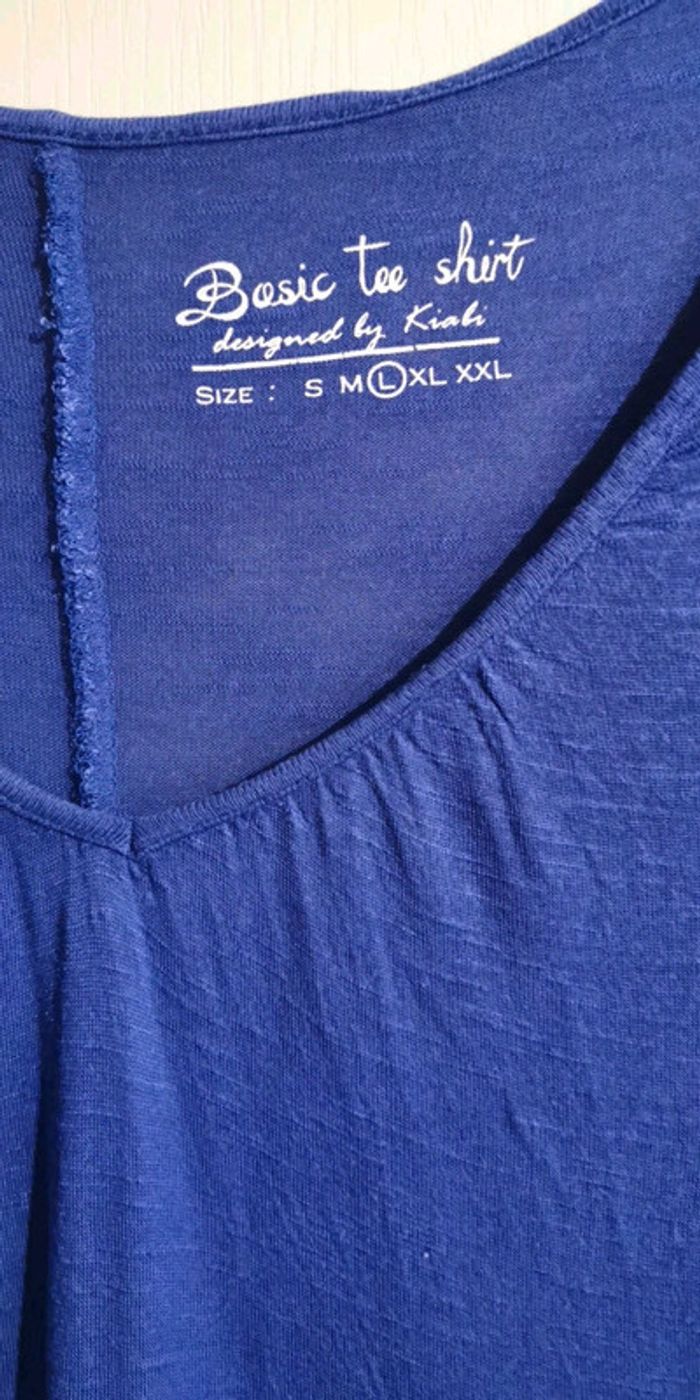 Basic tee shirt
designed by Kiabi
SIZE : S M L XL XXL